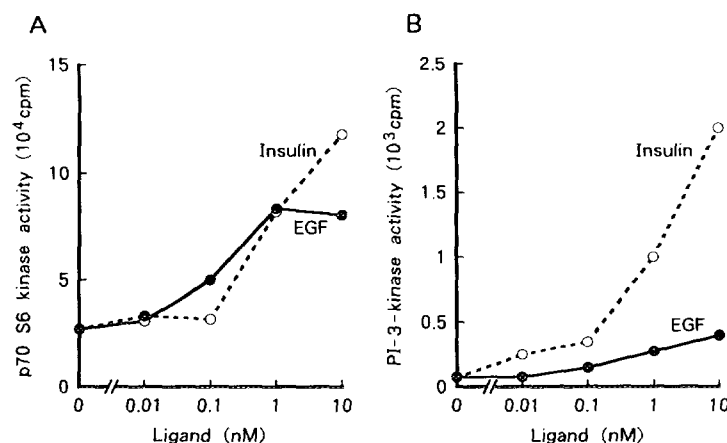 A
p70 S6 kinase activity (10⁴cpm)
15
10
5
0
Insulin
EGF
0 0.01 0.1 1 10
Ligand (nM)
B
PI-3-kinase activity (10³cpm)
2.5
2
1.5
1
0.5
0
Insulin
EGF
0 0.01 0.1 1 10
Ligand (nM)